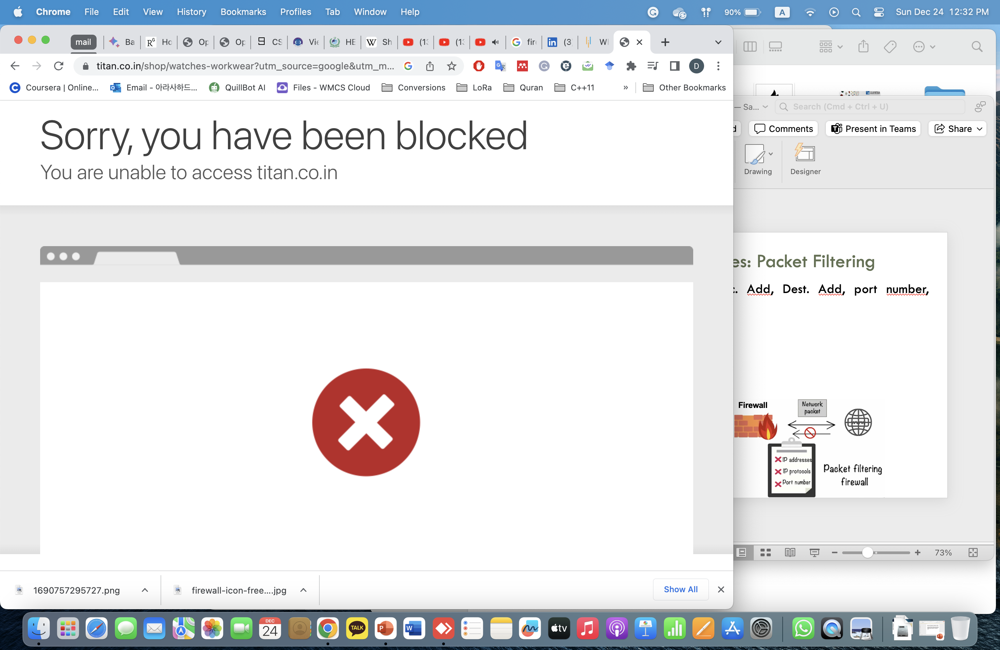 Chrome File Edit View History Bookmarks Profiles Tab Window Help 90% A Sun Dec 24 12:32 PM
mail Ba RG Ho Op Op CS Vie HE W Sh (13 (13 fir in (3 W
titan.co.in/shop/watches-workwear?utm_source=google&utm_m... D
Coursera | Online... Email - 아라사하드... QuillBot AI Files - WMCS Cloud Conversions LoRa Quran C++11 » Other Bookmarks
— Sa... Search (Cmd + Ctrl + U)
Comments Present in Teams Share
Drawing Designer
Sorry, you have been blocked
You are unable to access titan.co.in
es: Packet Filtering
c. Add, Dest. Add, port number,
Firewall
Network
packet
IP addresses
IP protocols
Port number
Packet filtering
firewall
73%
1690757295727.png firewall-icon-free....jpg Show All
DEC
24
TALK
P
W
tv